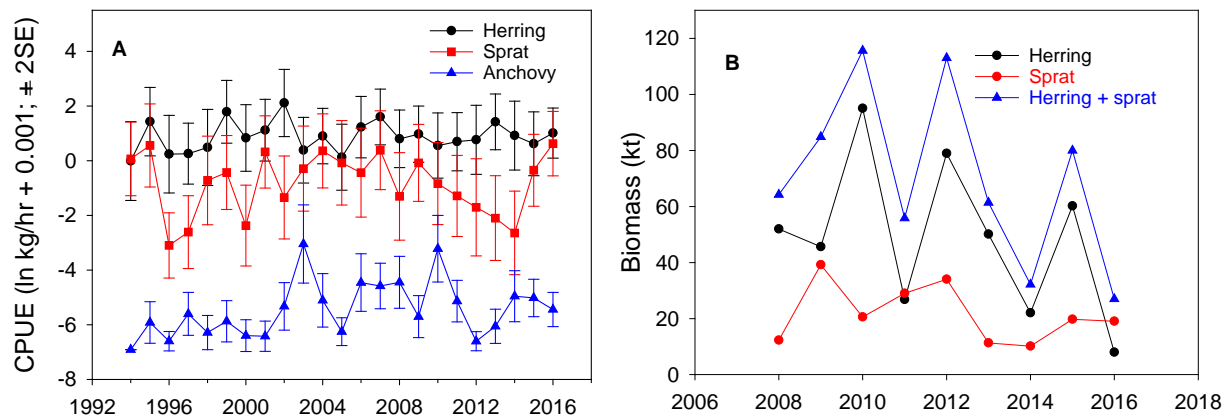 A
Herring
Sprat
Anchovy
CPUE (ln kg/hr + 0.001; ± 2SE)
4
2
0
-2
-4
-6
-8
1992 1996 2000 2004 2008 2012 2016
B
Herring
Sprat
Herring + sprat
Biomass (kt)
120
100
80
60
40
20
0
2006 2008 2010 2012 2014 2016 2018